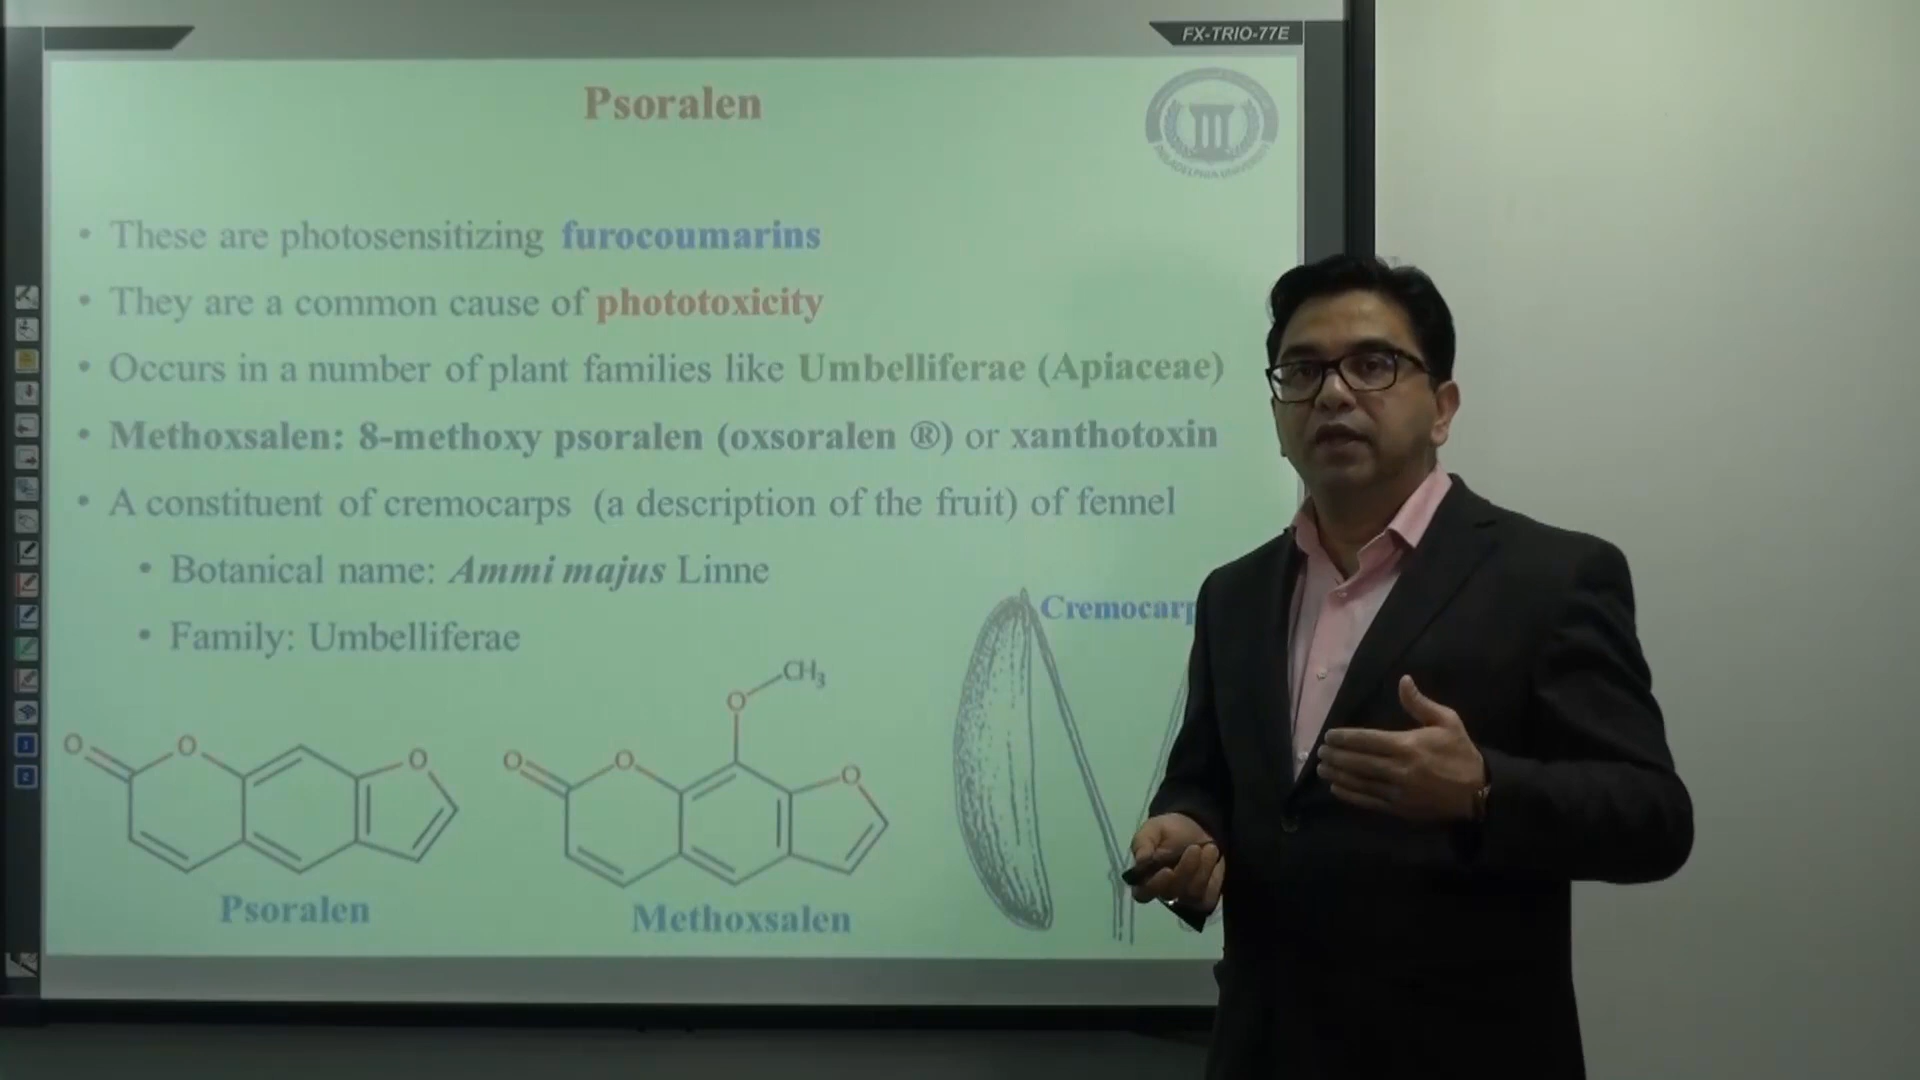 FX-TRIO-77E
Psoralen
• These are photosensitizing furocoumarins
• They are a common cause of phototoxicity
• Occurs in a number of plant families like Umbelliferae (Apiaceae)
• Methoxsalen: 8-methoxy psoralen (oxsoralen ®) or xanthotoxin
• A constituent of cremocarps (a description of the fruit) of fennel
• Botanical name: Ammi majus Linne
• Family: Umbelliferae
Cremocarp
O O O
Psoralen
O O O O CH3
Methoxsalen
1
2